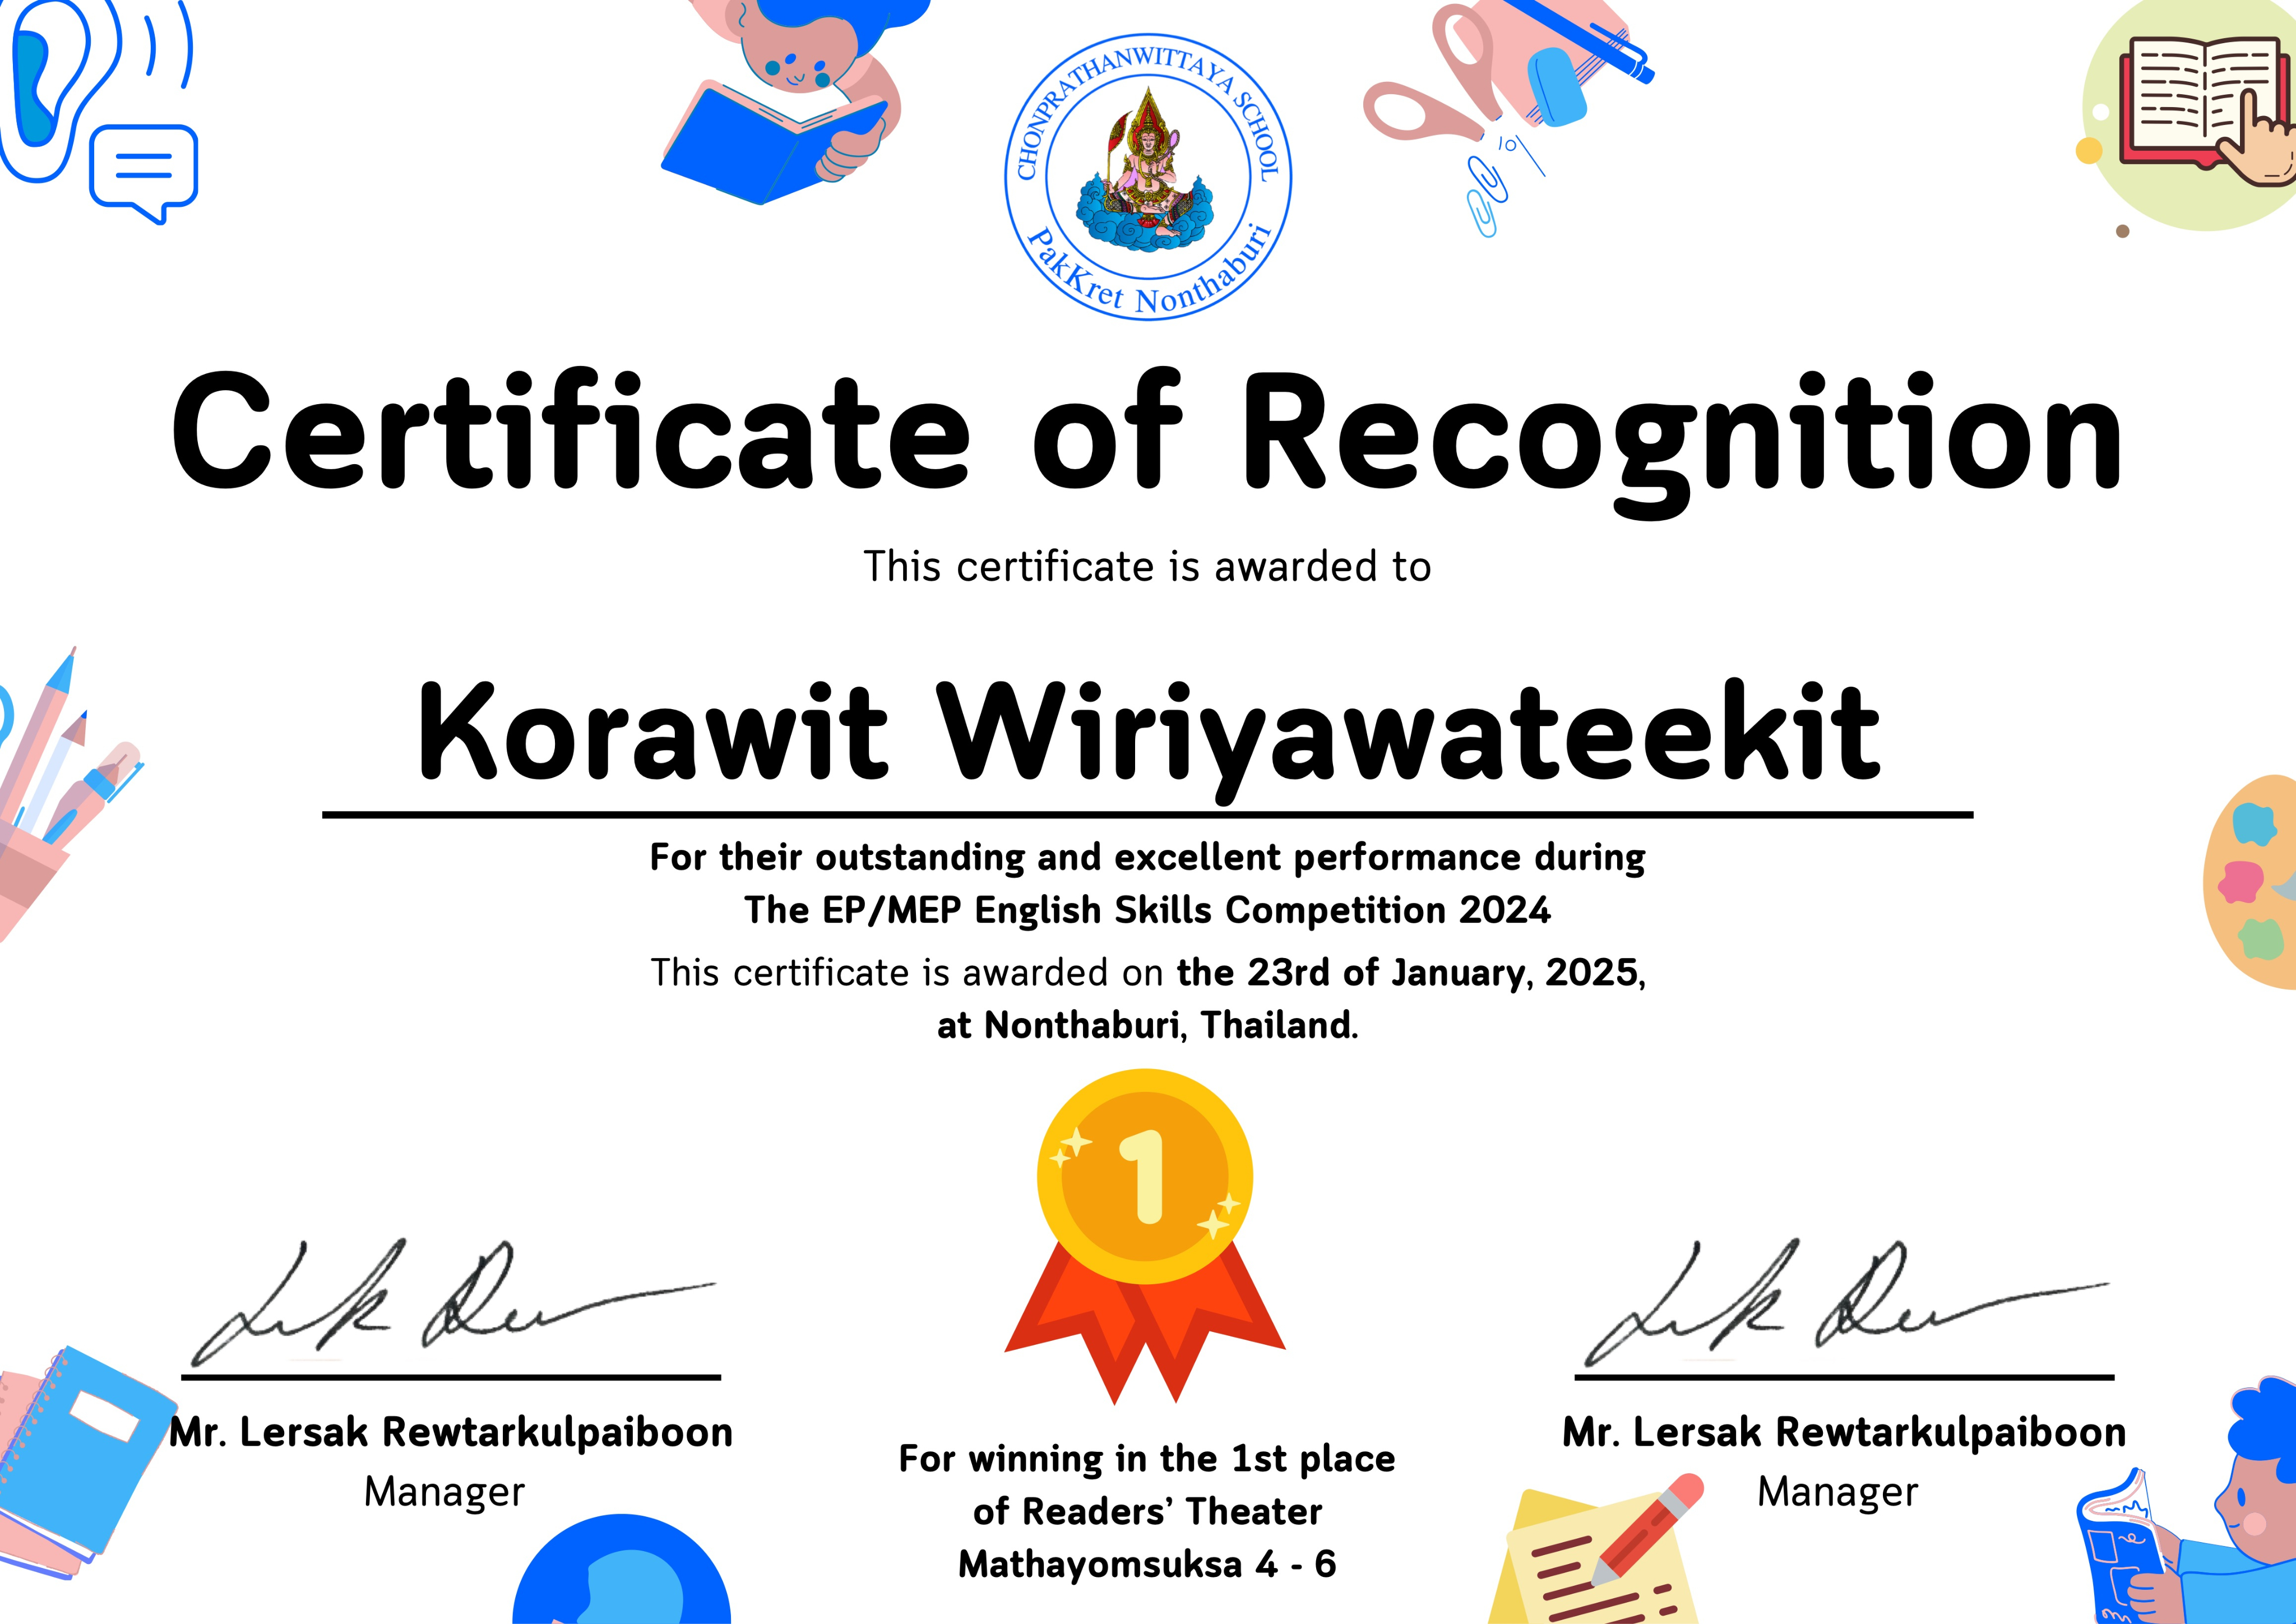 CHONPRATHANWITTAYA SCHOOL
PakKret Nonthaburi
Certificate of Recognition
This certificate is awarded to
Korawit Wiriyawateekit
For their outstanding and excellent performance during
The EP/MEP English Skills Competition 2024
This certificate is awarded on the 23rd of January, 2025,
at Nonthaburi, Thailand.
1
Mr. Lersak Rewtarkulpaiboon
Manager
For winning in the 1st place
of Readers’ Theater
Mathayomsuksa 4 - 6
Mr. Lersak Rewtarkulpaiboon
Manager